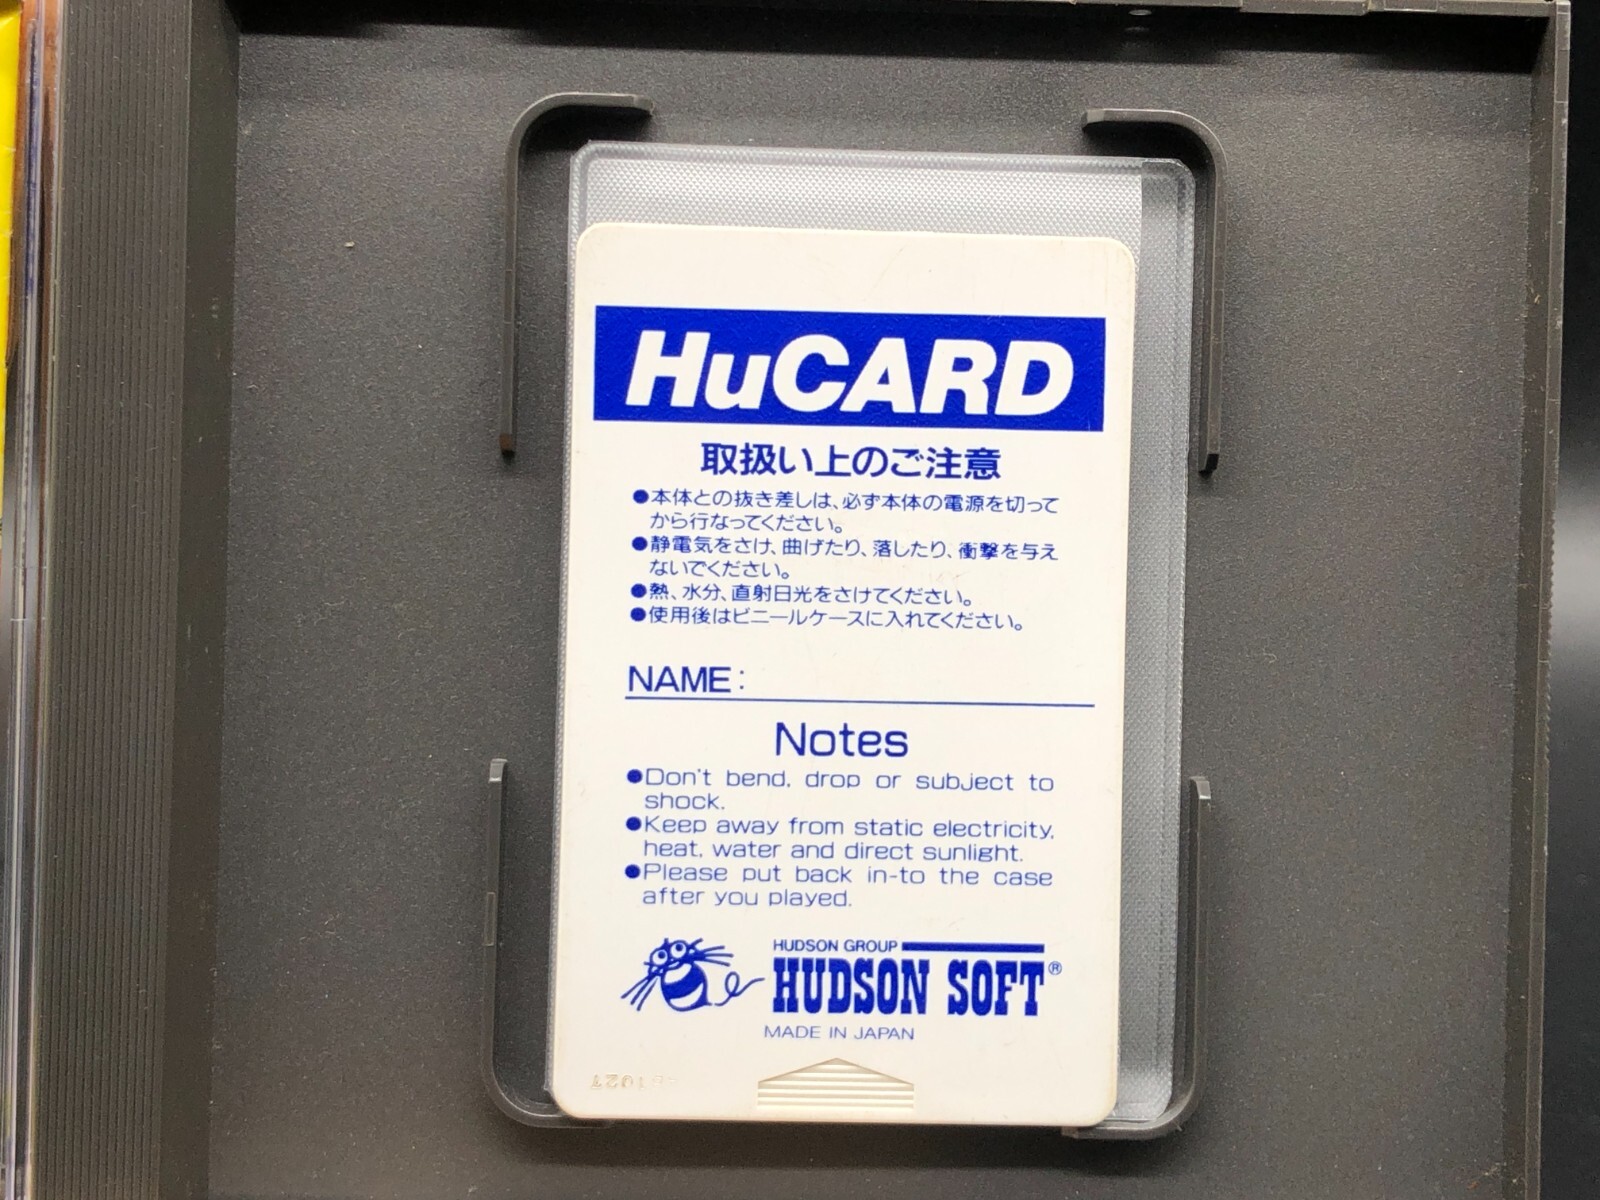 HuCARD
取扱い上のご注意
●本体との抜き差しは、必ず本体の電源を切って
から行なってください。
●静電気をさけ、曲げたり、落したり、衝撃を与え
ないでください。
●熱、水分、直射日光をさけてください。
●使用後はビニールケースに入れてください。
NAME:
Notes
●Don't bend, drop or subject to
shock.
●Keep away from static electricity,
heat, water and direct sunlight.
●Please put back in-to the case
after you played.
HUDSON GROUP
HUDSON SOFT®
MADE IN JAPAN